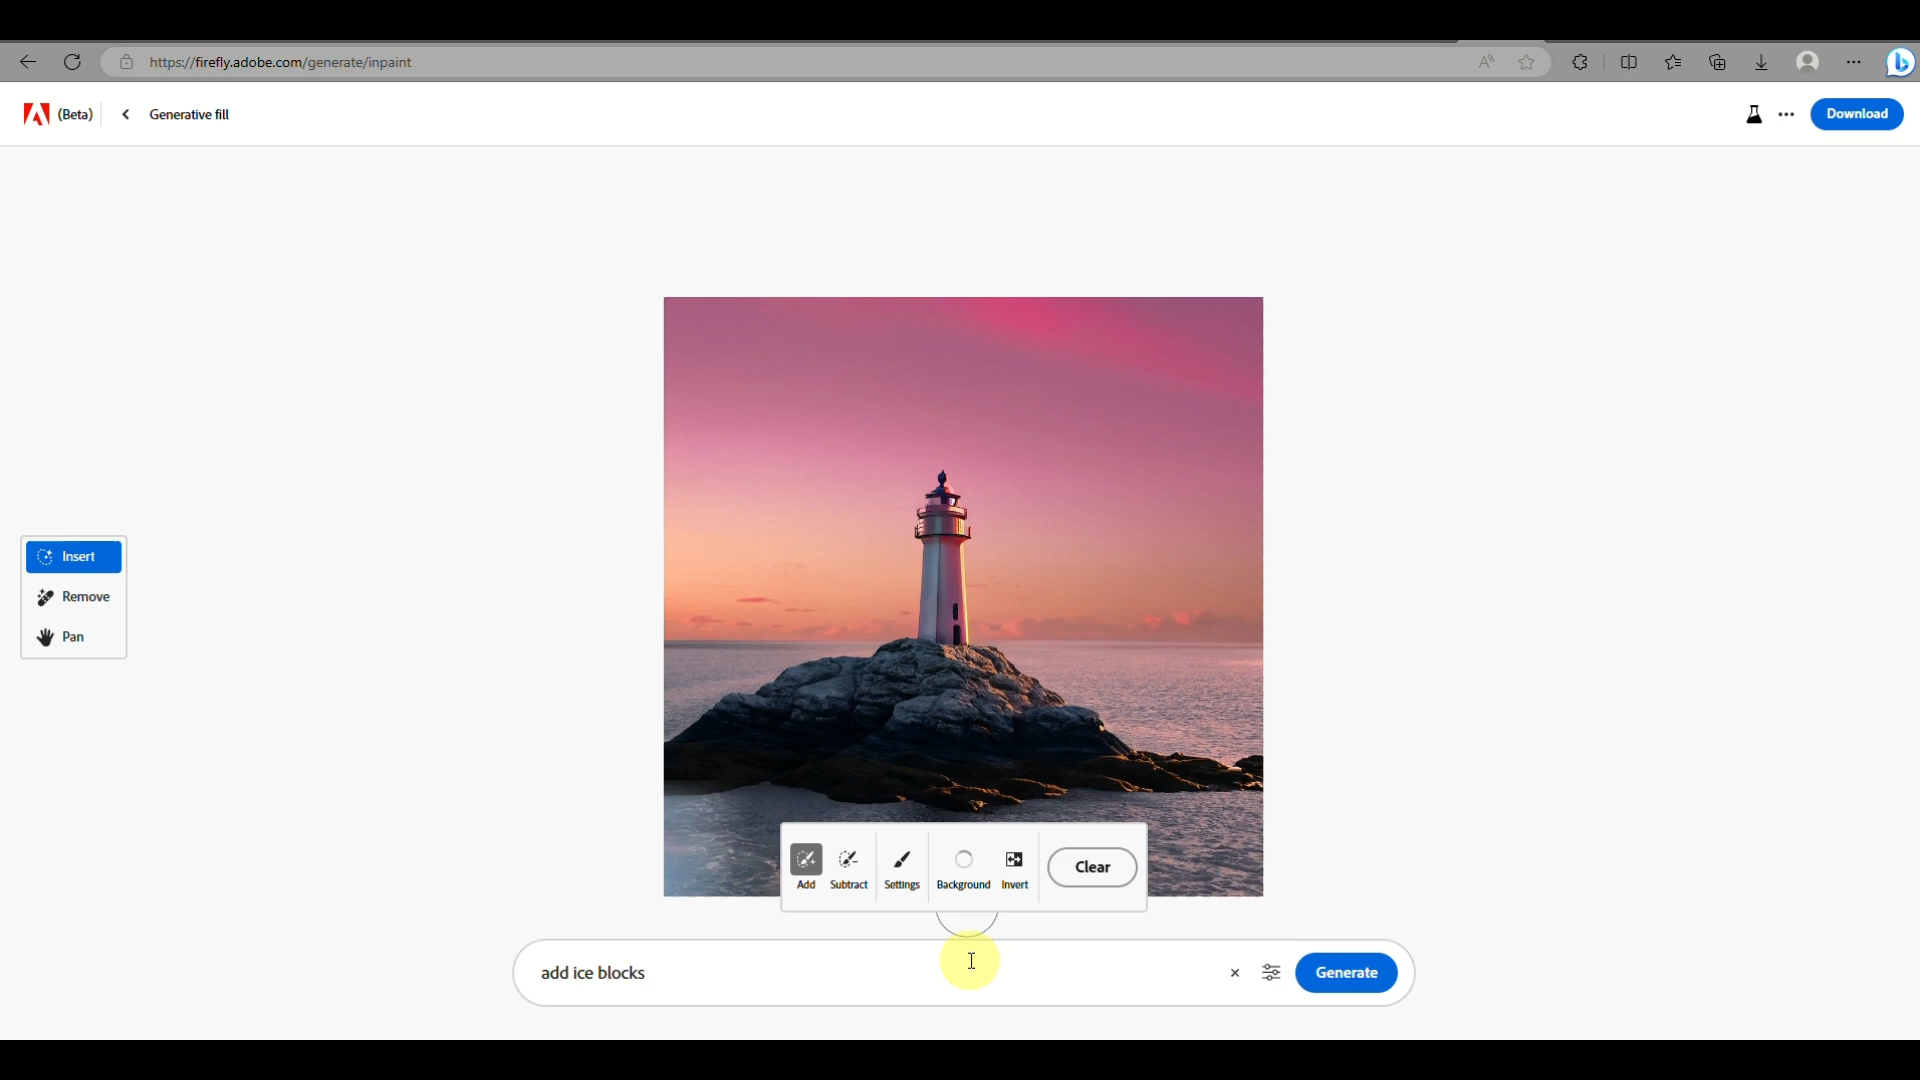 https://firefly.adobe.com/generate/inpaint
(Beta) Generative fill Download
Insert
Remove
Pan
Add Subtract Settings Background Invert Clear
add ice blocks Generate